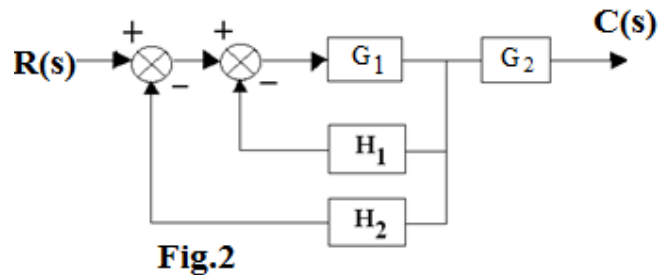 C(s)
+ +
R(s) − − G1 G2
H1
H2
Fig.2